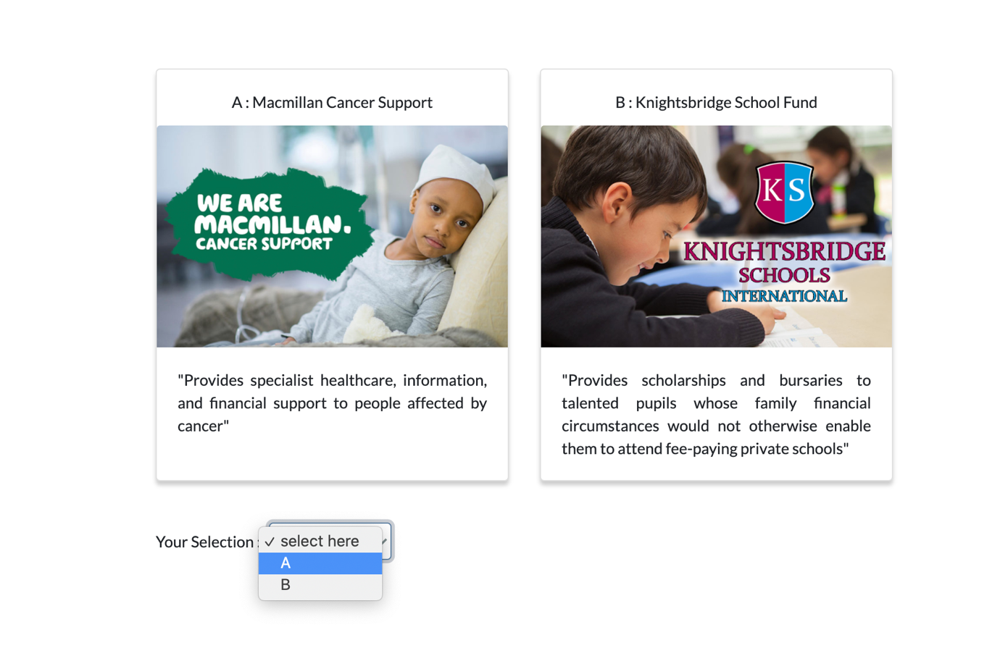 A : Macmillan Cancer Support
WE ARE
MACMILLAN.
CANCER SUPPORT
"Provides specialist healthcare, information,
and financial support to people affected by
cancer"
B : Knightsbridge School Fund
KS
KNIGHTSBRIDGE
SCHOOLS
INTERNATIONAL
"Provides scholarships and bursaries to
talented pupils whose family financial
circumstances would not otherwise enable
them to attend fee-paying private schools"
Your Selection :
✓ select here
A
B